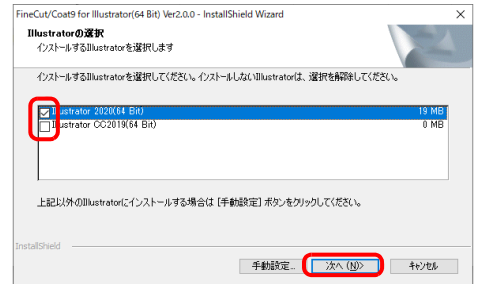 FineCut/Coat9 for Illustrator(64 Bit) Ver2.0.0 - InstallShield Wizard
Illustratorの選択
インストールするIllustratorを選択します
インストールするIllustratorを選択してください。インストールしないIllustratorは、選択を解除してください。
Illustrator 2020(64 Bit) 19 MB
Illustrator CC2019(64 Bit) 0 MB
上記以外のIllustratorにインストールする場合は [手動設定] ボタンをクリックしてください。
InstallShield
手動設定... 次へ(N)> キャンセル